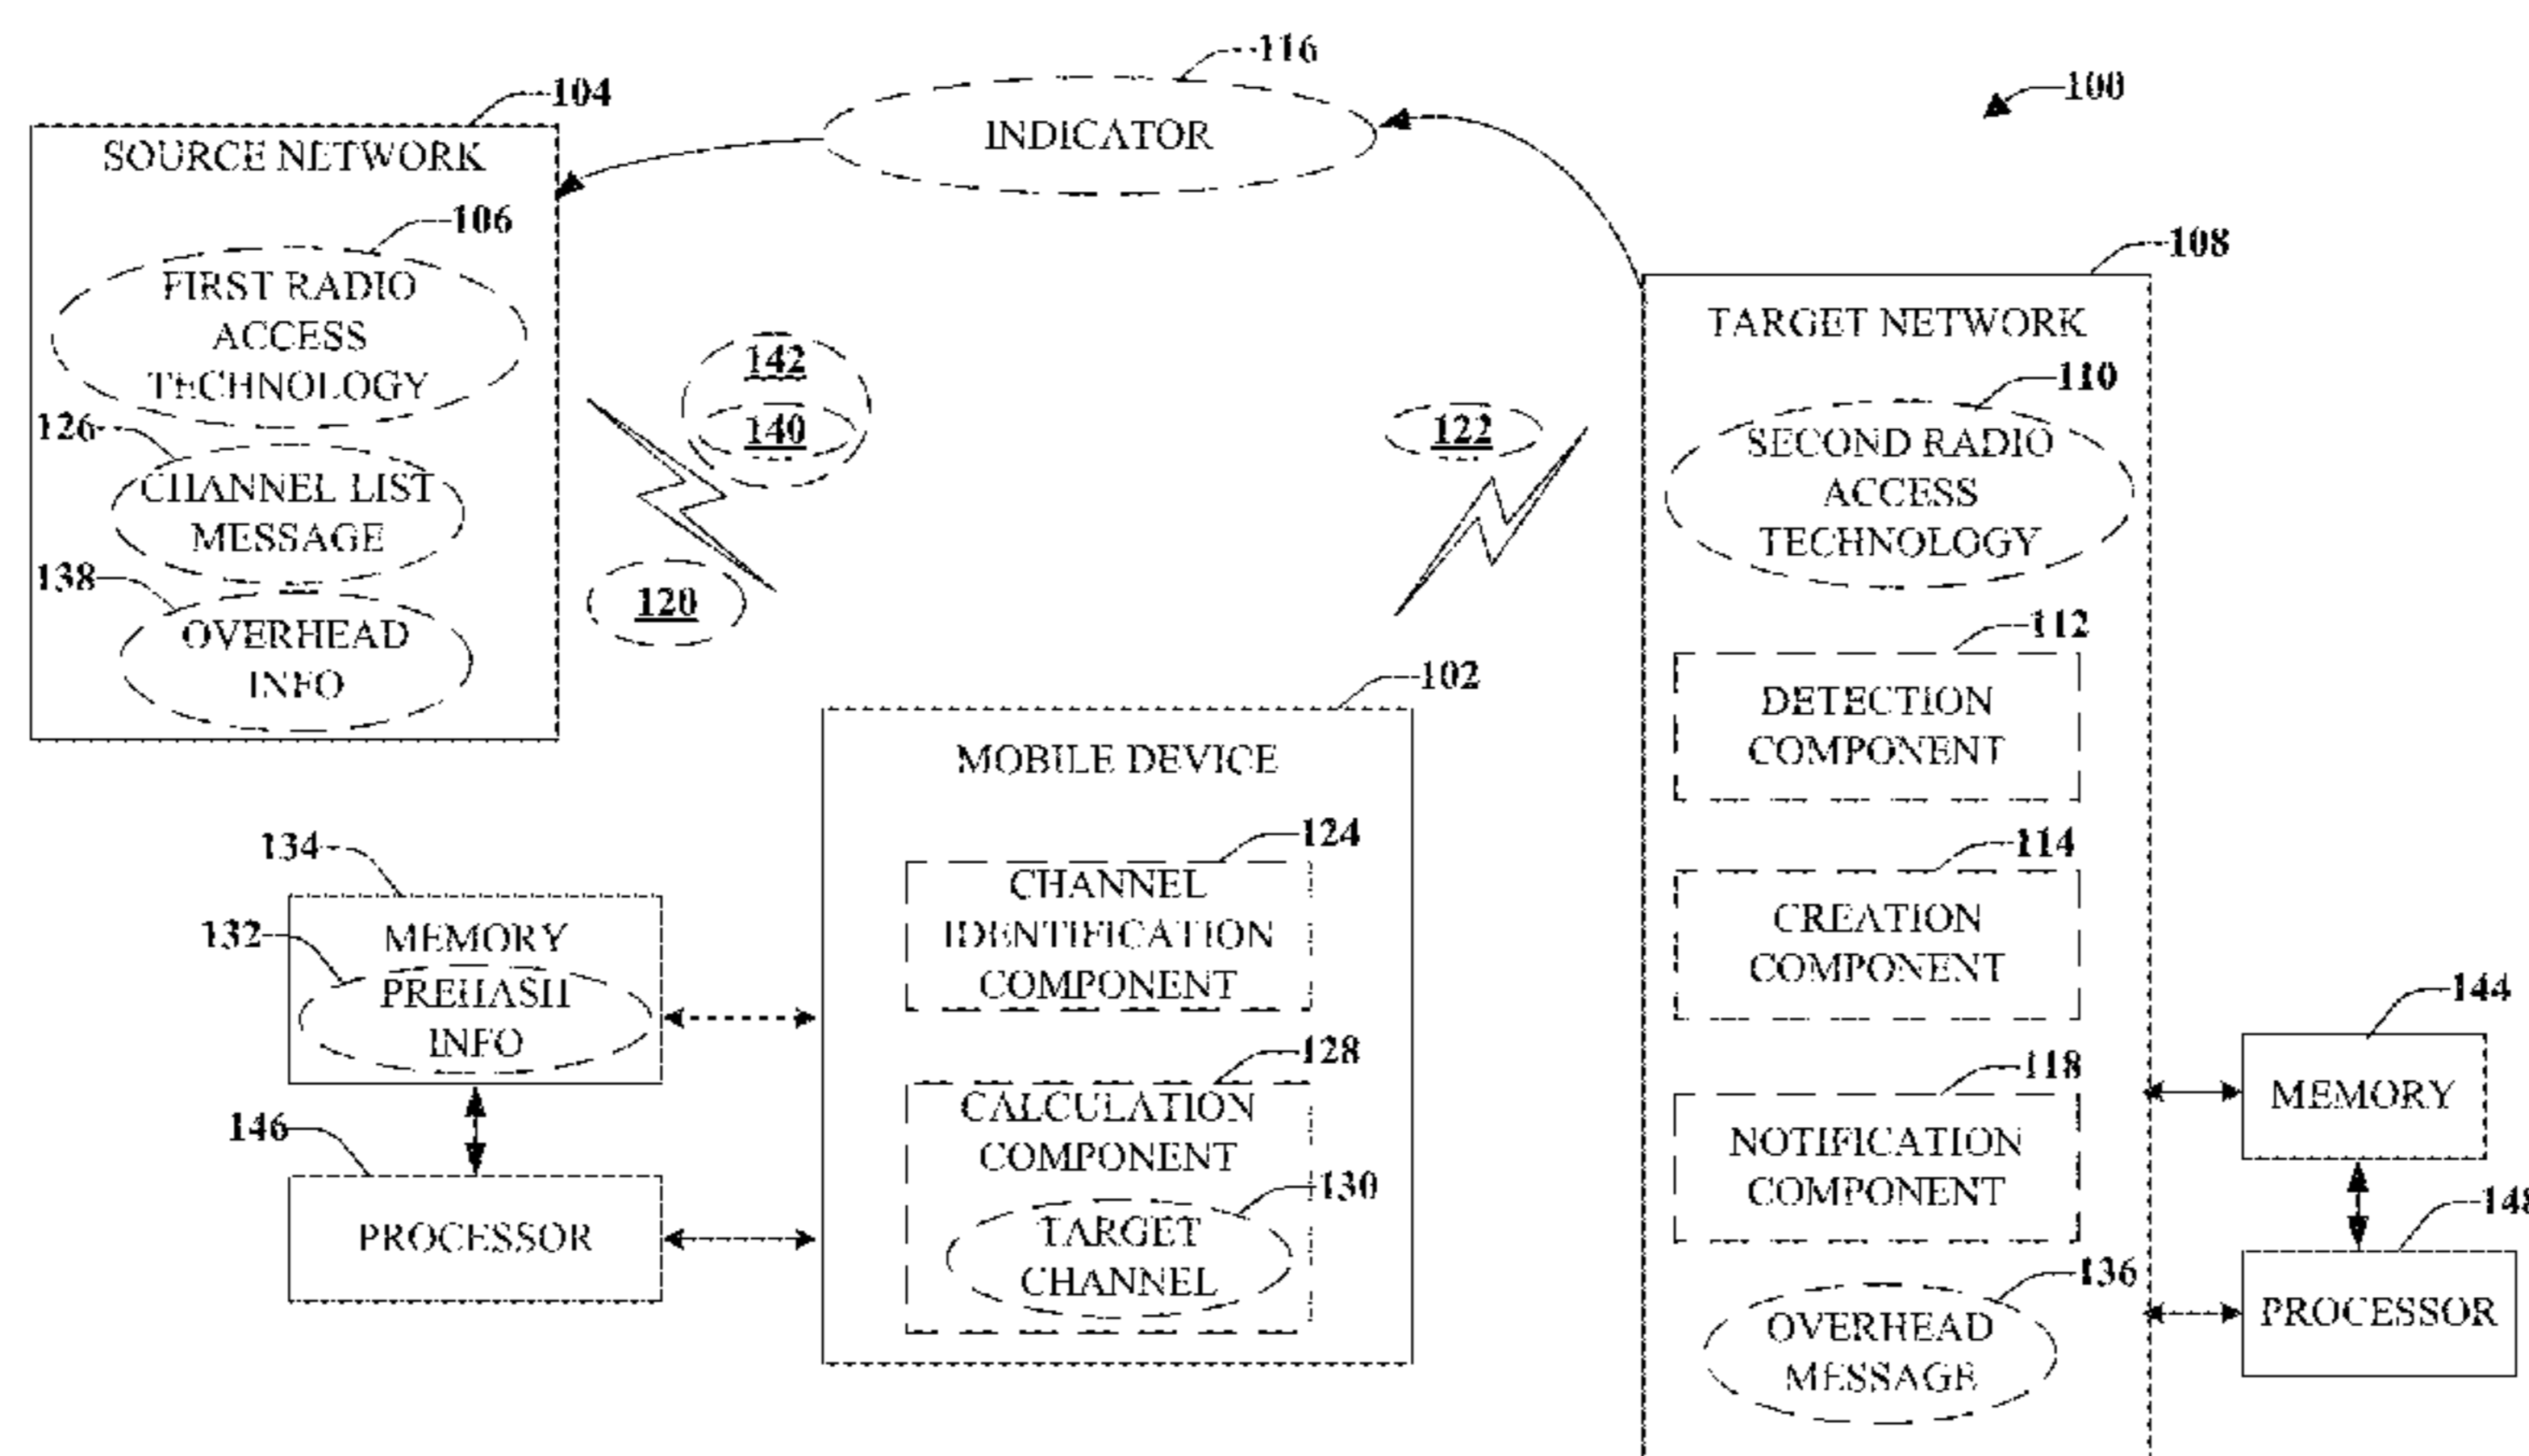 116
104
100
INDICATOR
SOURCE NETWORK
106
108
FIRST RADIO
ACCESS
TECHNOLOGY
TARGET NETWORK
142
110
126
140
122
SECOND RADIO
ACCESS
TECHNOLOGY
CHANNEL LIST
MESSAGE
138
120
OVERHEAD
INFO
112
102
DETECTION
COMPONENT
MOBILE DEVICE
134
124
114
132
MEMORY
PREHASH
INFO
CHANNEL
IDENTIFICATION
COMPONENT
CREATION
COMPONENT
144
128
118
MEMORY
146
CALCULATION
COMPONENT
NOTIFICATION
COMPONENT
130
148
PROCESSOR
TARGET
CHANNEL
136
PROCESSOR
OVERHEAD
MESSAGE